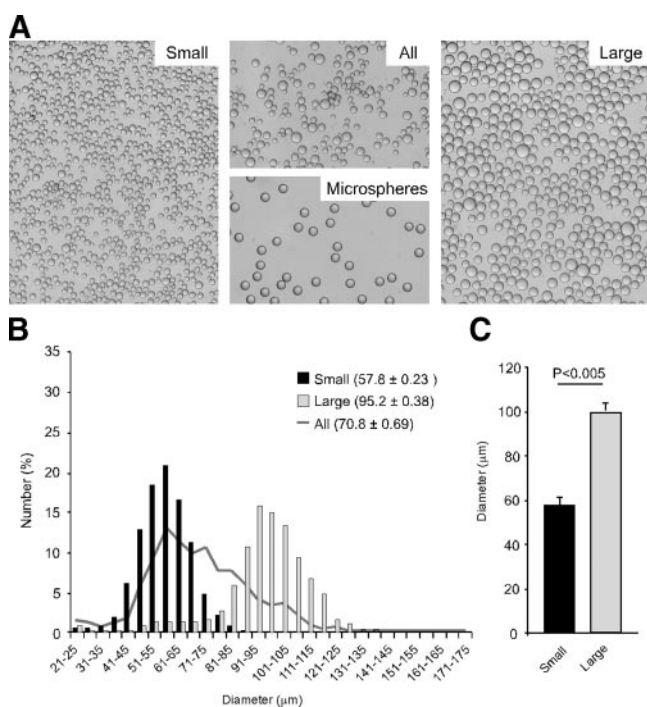 A
Small
All
Large
Microspheres
B
35
30
25
20
15
10
5
0
Number (%)
Small (57.8 ± 0.23 )
Large (95.2 ± 0.38)
All (70.8 ± 0.69)
21-25
31-35
41-45
51-55
61-65
71-75
81-85
91-95
101-105
111-115
121-125
131-135
141-145
151-155
161-165
171-175
Diameter (μm)
C
120
100
80
60
40
20
0
Diameter (μm)
P<0.005
Small
Large